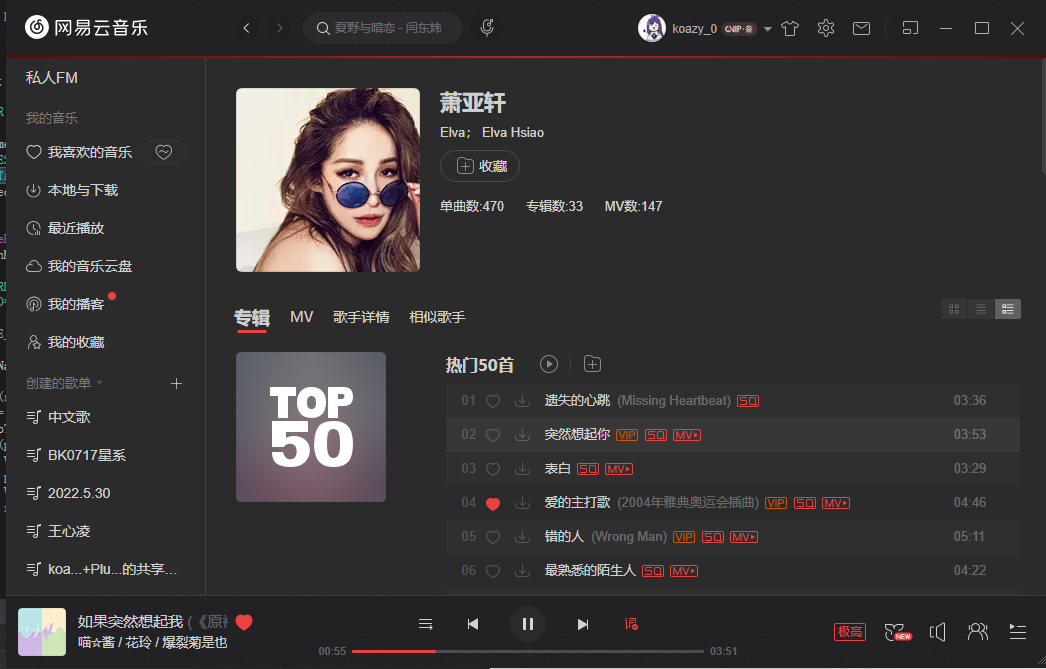 网易云音乐
夏野与暗恋 - 闫东炜
koazy_0
私人FM
我的音乐
我喜欢的音乐
本地与下载
最近播放
我的音乐云盘
我的播客
我的收藏
创建的歌单
中文歌
BK0717星系
2022.5.30
王心凌
koa...+Plu...的共享...
萧亚轩
Elva； Elva Hsiao
收藏
单曲数:470 专辑数:33 MV数:147
专辑 MV 歌手详情 相似歌手
TOP
50
热门50首
01 遗失的心跳 (Missing Heartbeat) SQ 03:36
02 突然想起你 VIP SQ MV 03:53
03 表白 SQ MV 03:29
04 爱的主打歌 (2004年雅典奥运会插曲) VIP SQ MV 04:46
05 错的人 (Wrong Man) VIP SQ MV 05:11
06 最熟悉的陌生人 SQ MV 04:22
如果突然想起我 (《原
喵☆酱 / 花玲 / 爆裂菊是也
00:55 03:51
极高
NEW